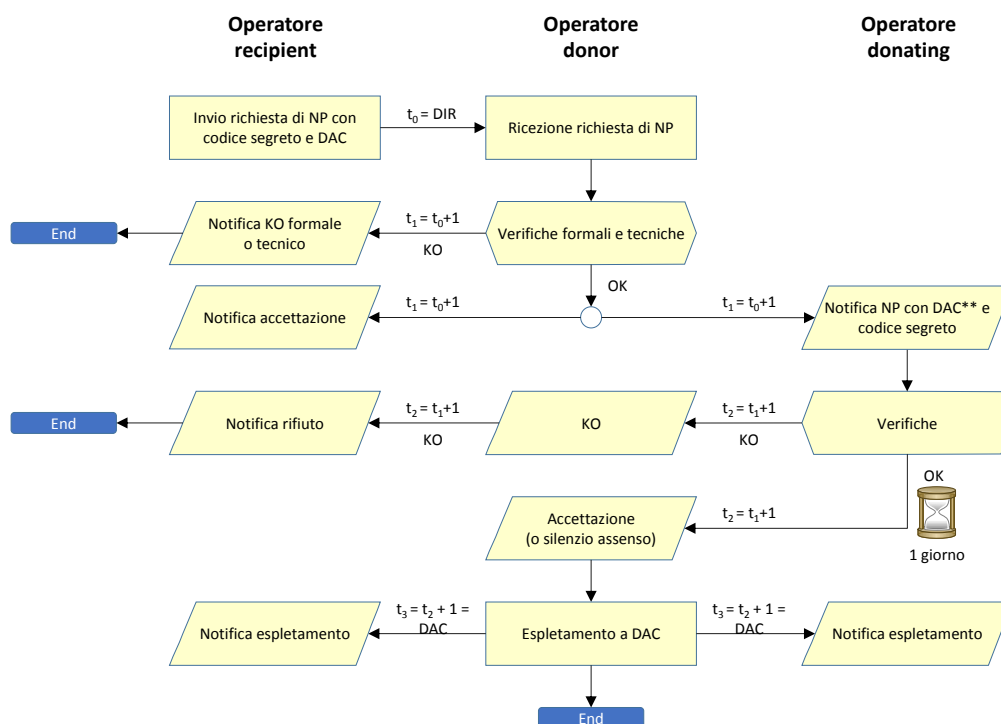 Operatore
recipient
Operatore
donor
Operatore
donating
Invio richiesta di NP con
codice segreto e DAC
t0 = DIR
Ricezione richiesta di NP
End
Notifica KO formale
o tecnico
t1 = t0+1
KO
Verifiche formali e tecniche
OK
Notifica accettazione
t1 = t0+1
t1 = t0+1
Notifica NP con DAC** e
codice segreto
End
Notifica rifiuto
t2 = t1+1
KO
KO
t2 = t1+1
KO
Verifiche
OK
Accettazione
(o silenzio assenso)
t2 = t1+1
1 giorno
Notifica espletamento
t3 = t2 + 1 =
DAC
Espletamento a DAC
t3 = t2 + 1 =
DAC
Notifica espletamento
End